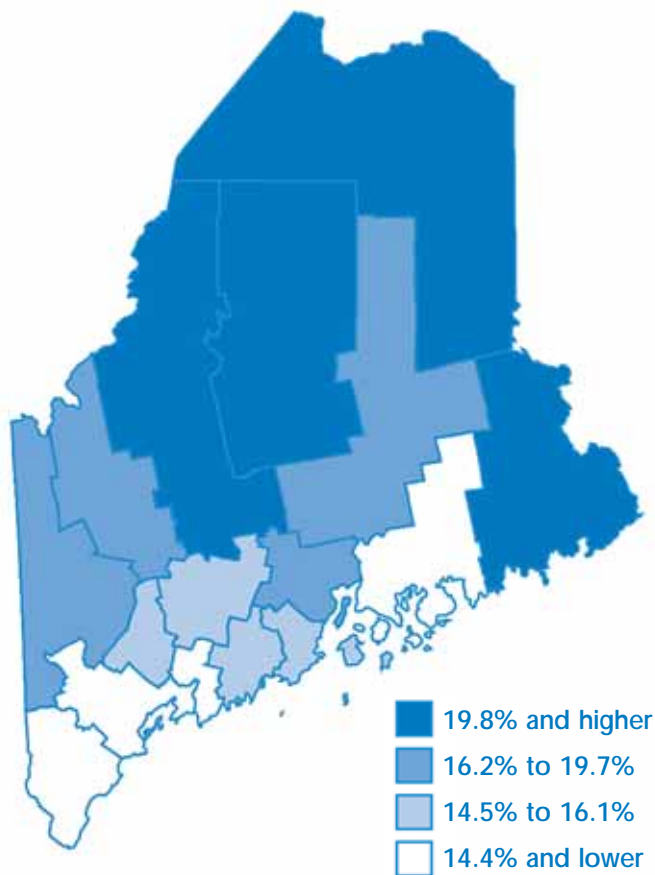 19.8% and higher
16.2% to 19.7%
14.5% to 16.1%
14.4% and lower